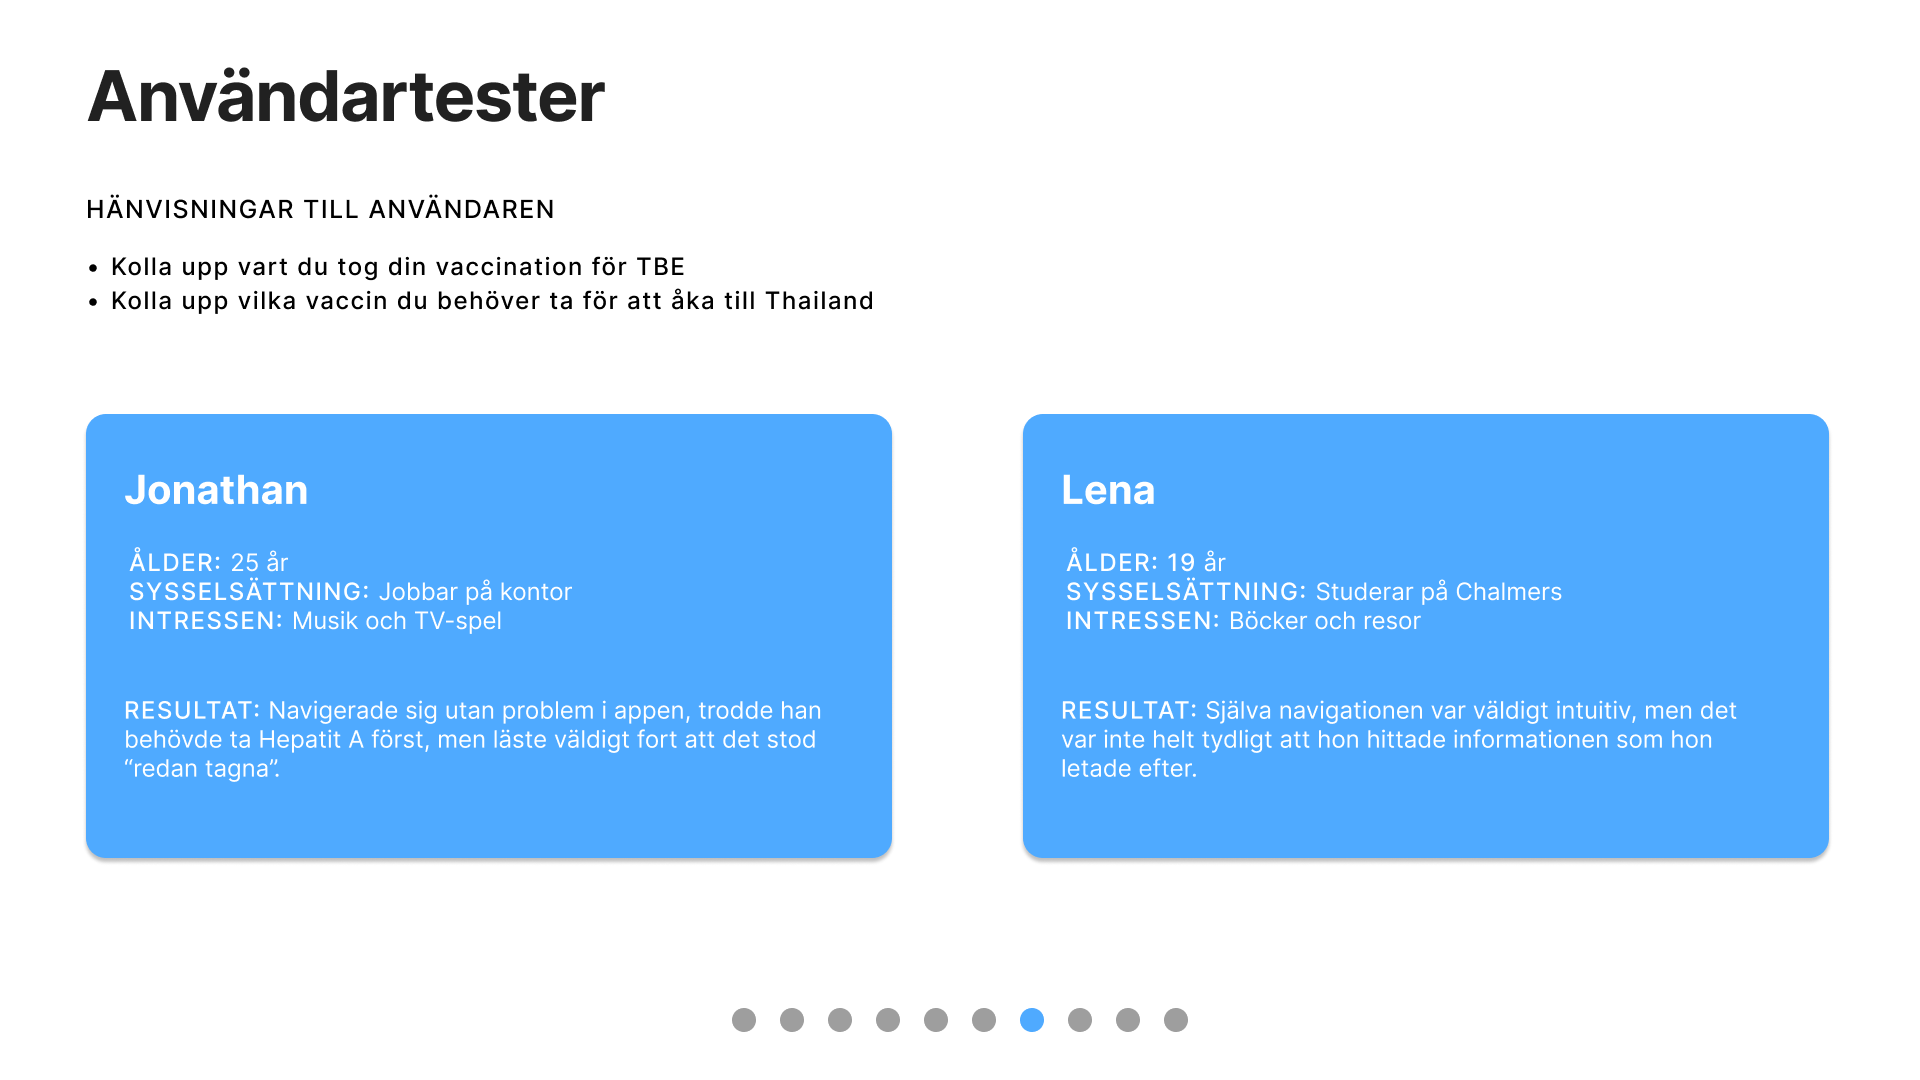 Användartester
HÄNVISNINGAR TILL ANVÄNDAREN
• Kolla upp vart du tog din vaccination för TBE
• Kolla upp vilka vaccin du behöver ta för att åka till Thailand
Jonathan
ÅLDER: 25 år
SYSSELSÄTTNING: Jobbar på kontor
INTRESSEN: Musik och TV-spel
RESULTAT: Navigerade sig utan problem i appen, trodde han
behövde ta Hepatit A först, men läste väldigt fort att det stod
“redan tagna”.
Lena
ÅLDER: 19 år
SYSSELSÄTTNING: Studerar på Chalmers
INTRESSEN: Böcker och resor
RESULTAT: Själva navigationen var väldigt intuitiv, men det
var inte helt tydligt att hon hittade informationen som hon
letade efter.